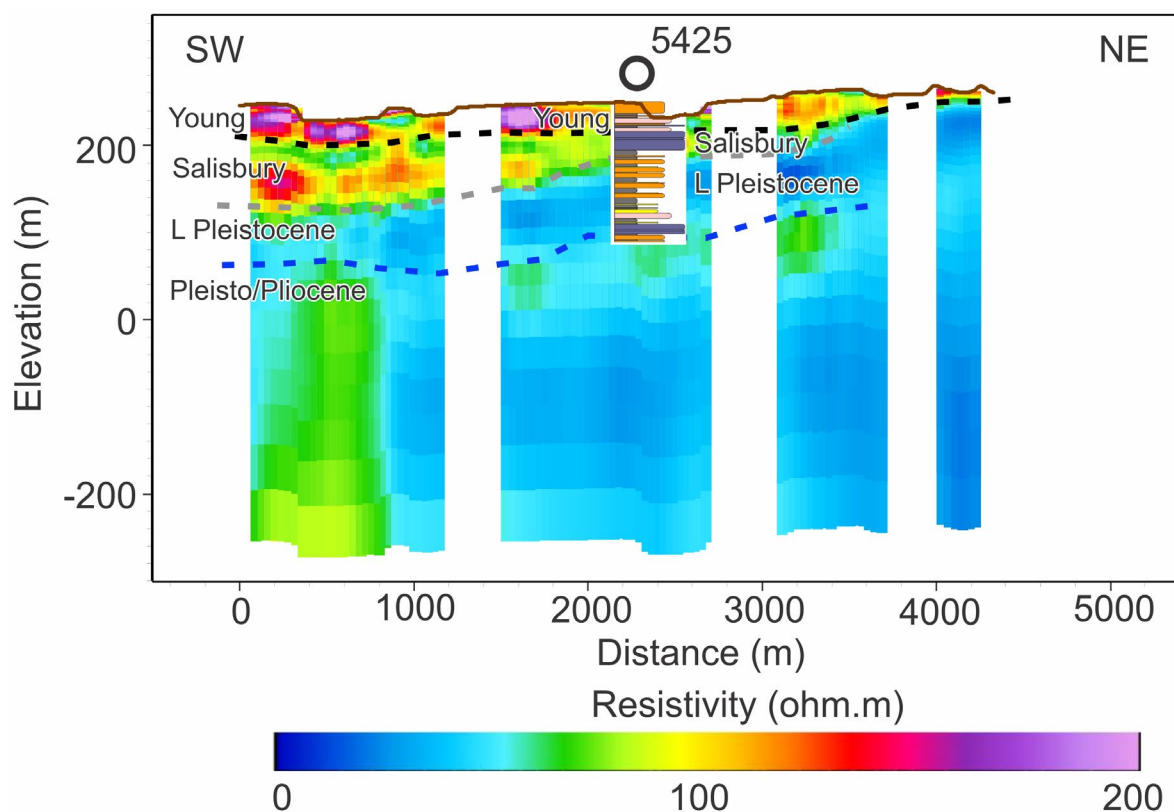 SW
5425
NE
Young
Young
200
Salisbury
Salisbury
L Pleistocene
L Pleistocene
Pleisto/Pliocene
0
-200
Elevation (m)
0
1000
2000
3000
4000
5000
Distance (m)
Resistivity (ohm.m)
0
100
200